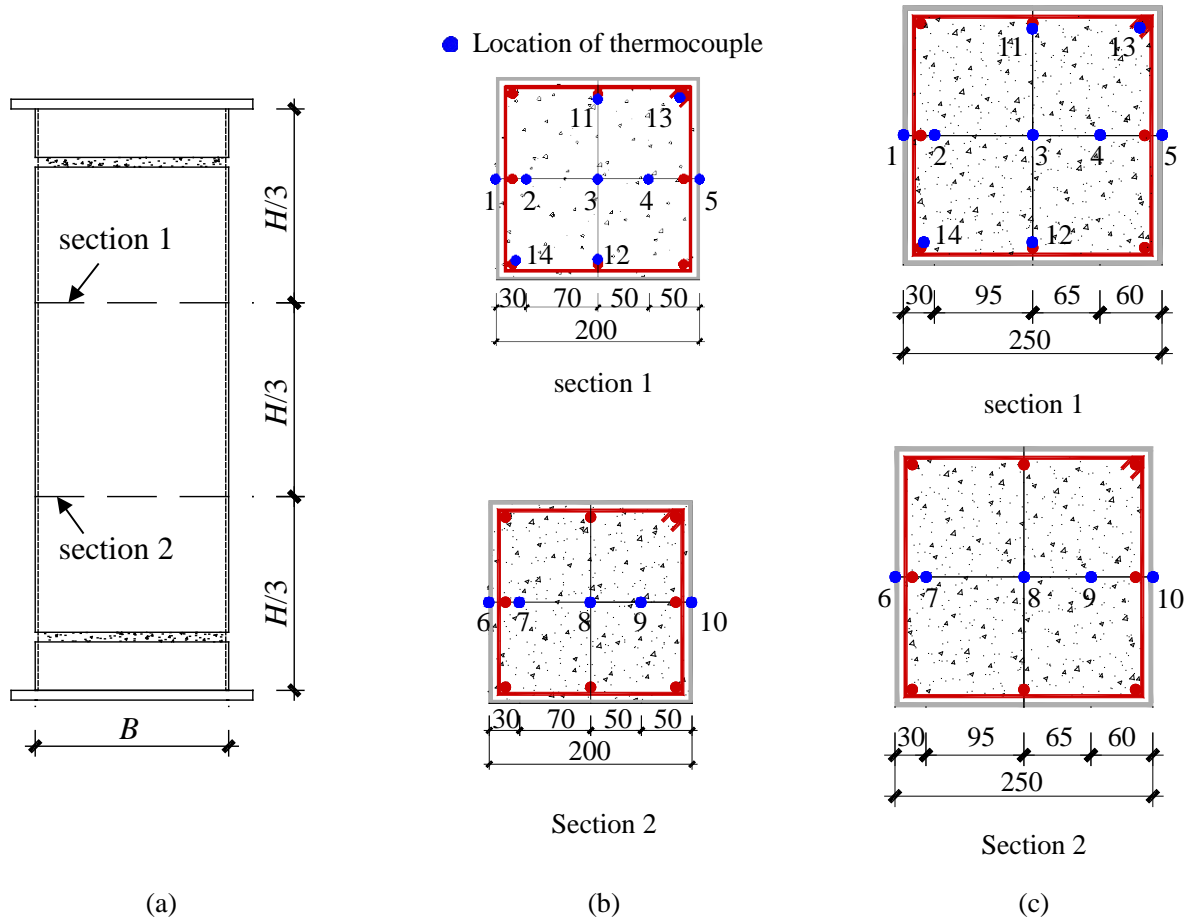 Location of thermocouple
H/3
section 1
H/3
section 2
H/3
B
(a)
11 13
1 2 3 4 5
14 12
30 70 50 50
200
section 1
6 7 8 9 10
30 70 50 50
200
Section 2
(b)
11 13
1 2 3 4 5
14 12
30 95 65 60
250
section 1
6 7 8 9 10
30 95 65 60
250
Section 2
(c)